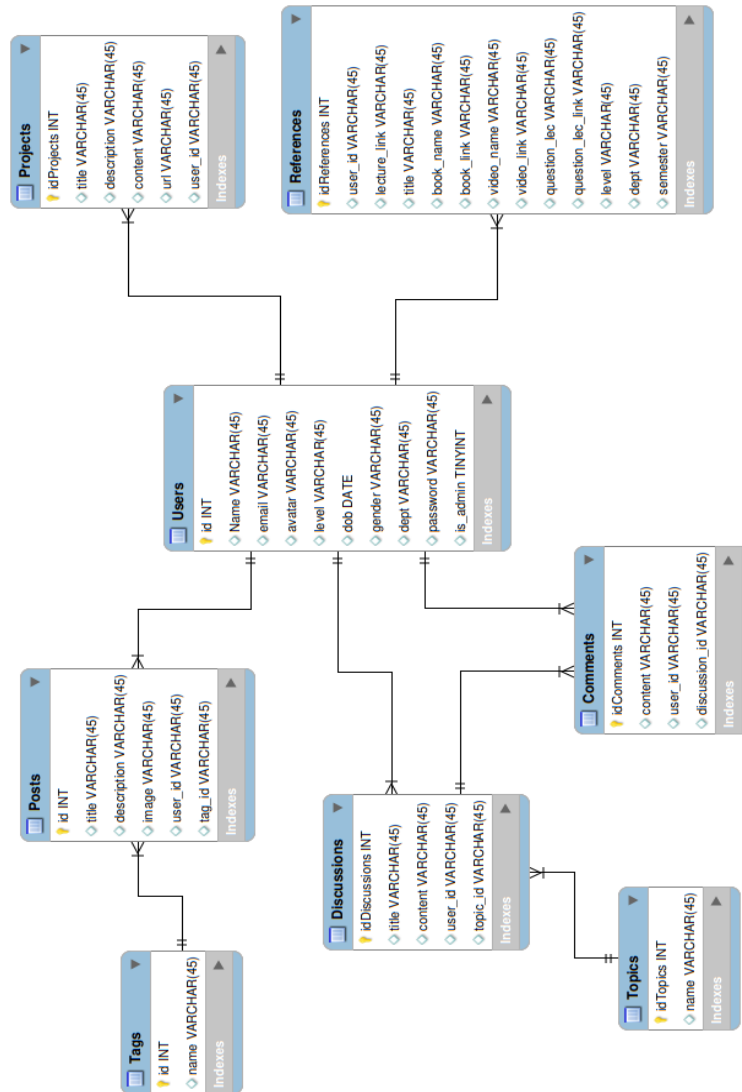 Tags
id INT
name VARCHAR(45)
Indexes
Posts
id INT
title VARCHAR(45)
description VARCHAR(45)
image VARCHAR(45)
user_id VARCHAR(45)
tag_id VARCHAR(45)
Indexes
Projects
idProjects INT
title VARCHAR(45)
description VARCHAR(45)
content VARCHAR(45)
url VARCHAR(45)
user_id VARCHAR(45)
Indexes
Users
id INT
Name VARCHAR(45)
email VARCHAR(45)
avatar VARCHAR(45)
level VARCHAR(45)
dob DATE
gender VARCHAR(45)
dept VARCHAR(45)
password VARCHAR(45)
is_admin TINYINT
Indexes
References
idReferences INT
user_id VARCHAR(45)
lecture_link VARCHAR(45)
title VARCHAR(45)
book_name VARCHAR(45)
book_link VARCHAR(45)
video_name VARCHAR(45)
video_link VARCHAR(45)
question_lec VARCHAR(45)
question_lec_link VARCHAR(45)
level VARCHAR(45)
dept VARCHAR(45)
semester VARCHAR(45)
Indexes
Discussions
idDiscussions INT
title VARCHAR(45)
content VARCHAR(45)
user_id VARCHAR(45)
topic_id VARCHAR(45)
Indexes
Comments
idComments INT
content VARCHAR(45)
user_id VARCHAR(45)
discussion_id VARCHAR(45)
Indexes
Topics
idTopics INT
name VARCHAR(45)
Indexes